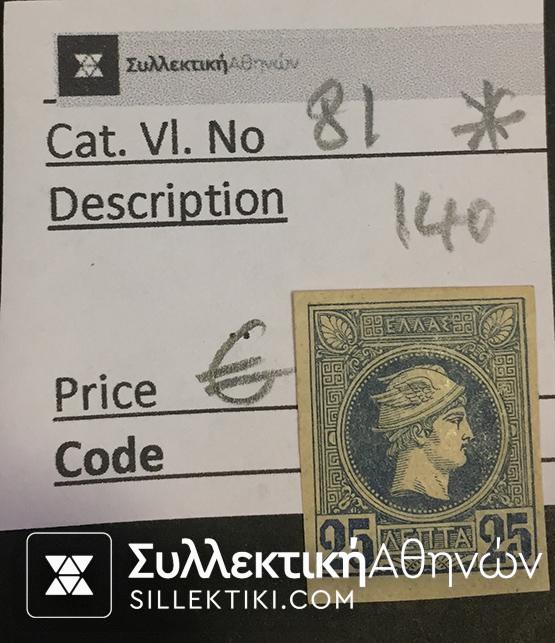 ΣυλλεκτικήΑθηνών
Cat. Vl. No 81 *
Description
140
ΕΛΛΑΣ
Price €
Code
25 ΛΕΠΤΑ 25
ΣυλλεκτικήΑθηνών
SILLEKTIKI.COM